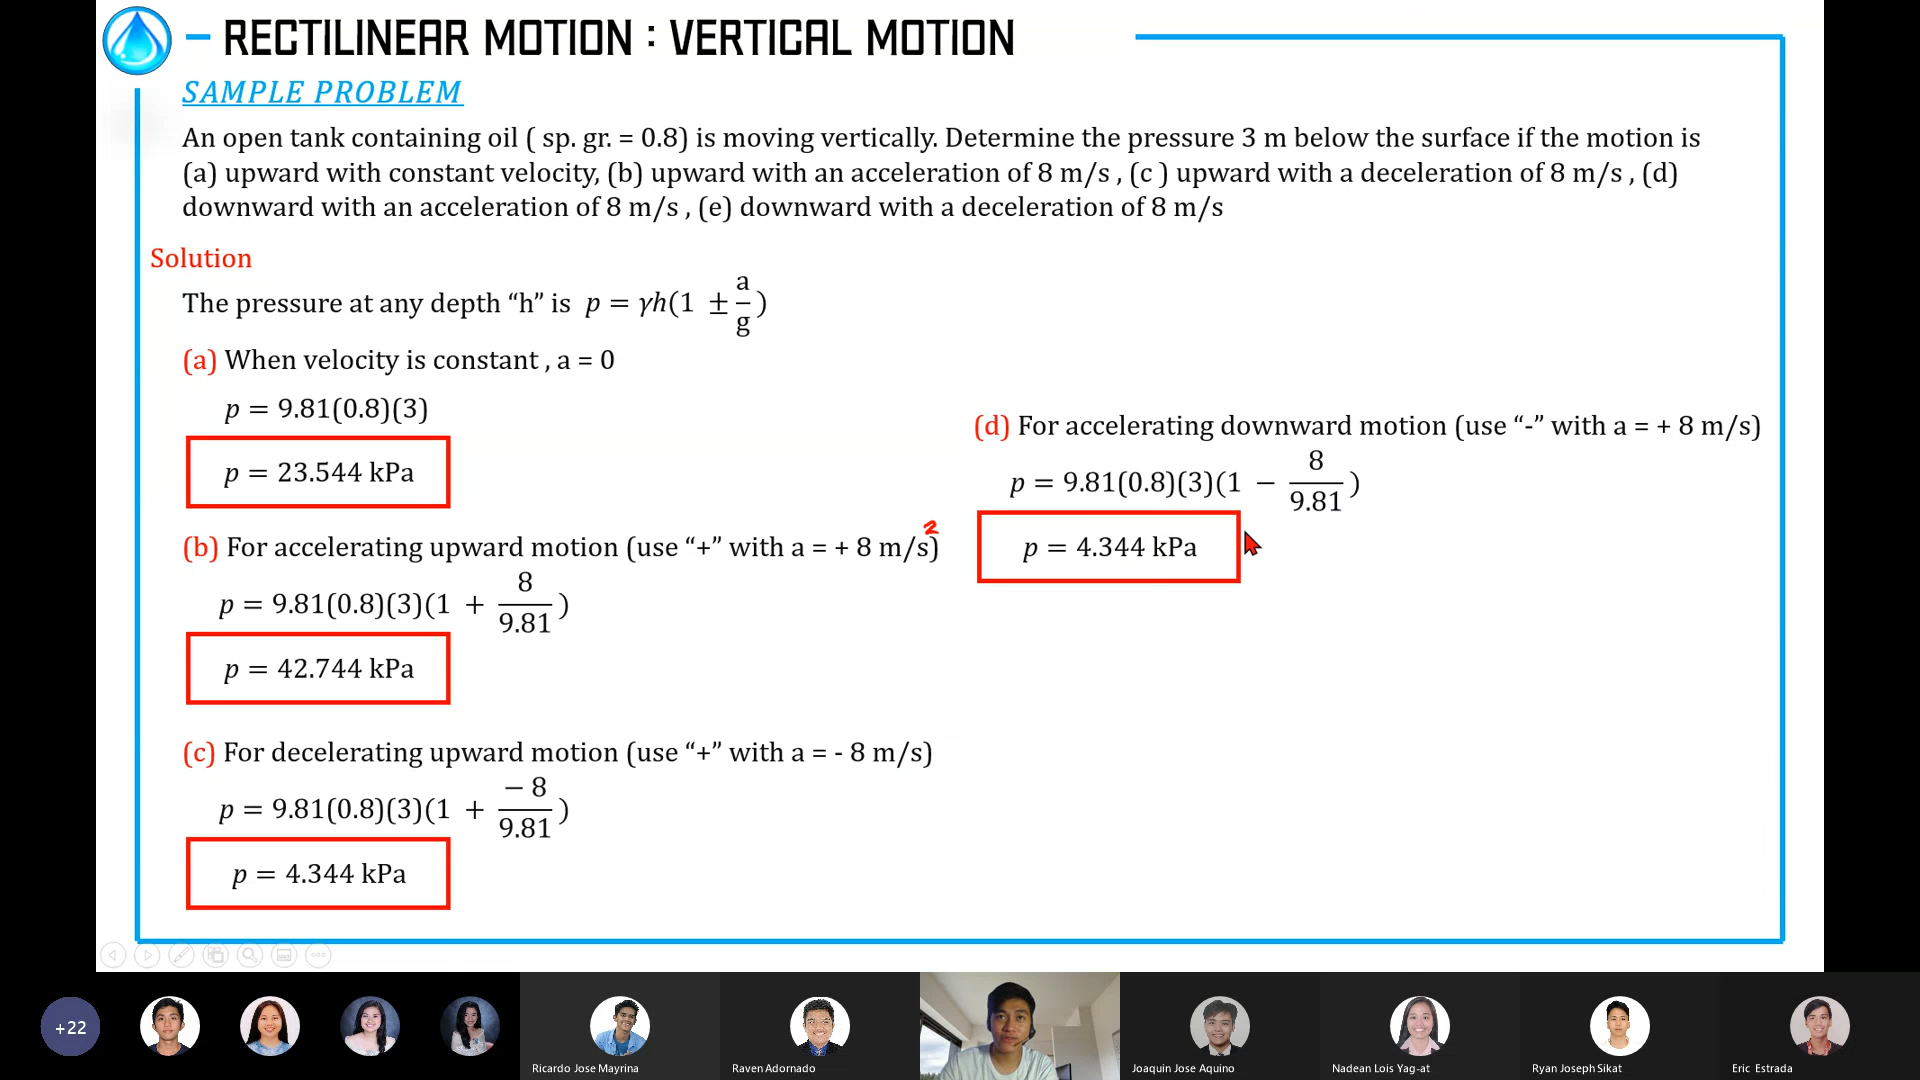 RECTILINEAR MOTION : VERTICAL MOTION
SAMPLE PROBLEM
An open tank containing oil ( sp. gr. = 0.8) is moving vertically. Determine the pressure 3 m below the surface if the motion is
(a) upward with constant velocity, (b) upward with an acceleration of 8 m/s , (c ) upward with a deceleration of 8 m/s , (d)
downward with an acceleration of 8 m/s , (e) downward with a deceleration of 8 m/s
Solution
The pressure at any depth “h” is p = γh(1 ± a/g)
(a) When velocity is constant , a = 0
p = 9.81(0.8)(3)
p = 23.544 kPa
(b) For accelerating upward motion (use “+” with a = + 8 m/s²)
p = 9.81(0.8)(3)(1 + 8/9.81)
p = 42.744 kPa
(c) For decelerating upward motion (use “+” with a = - 8 m/s)
p = 9.81(0.8)(3)(1 + − 8/9.81)
p = 4.344 kPa
(d) For accelerating downward motion (use “-” with a = + 8 m/s)
p = 9.81(0.8)(3)(1 − 8/9.81)
p = 4.344 kPa
+22
Ricardo Jose Mayrina
Raven Adornado
Joaquin Jose Aquino
Nadean Lois Yag-at
Ryan Joseph Sikat
Eric Estrada